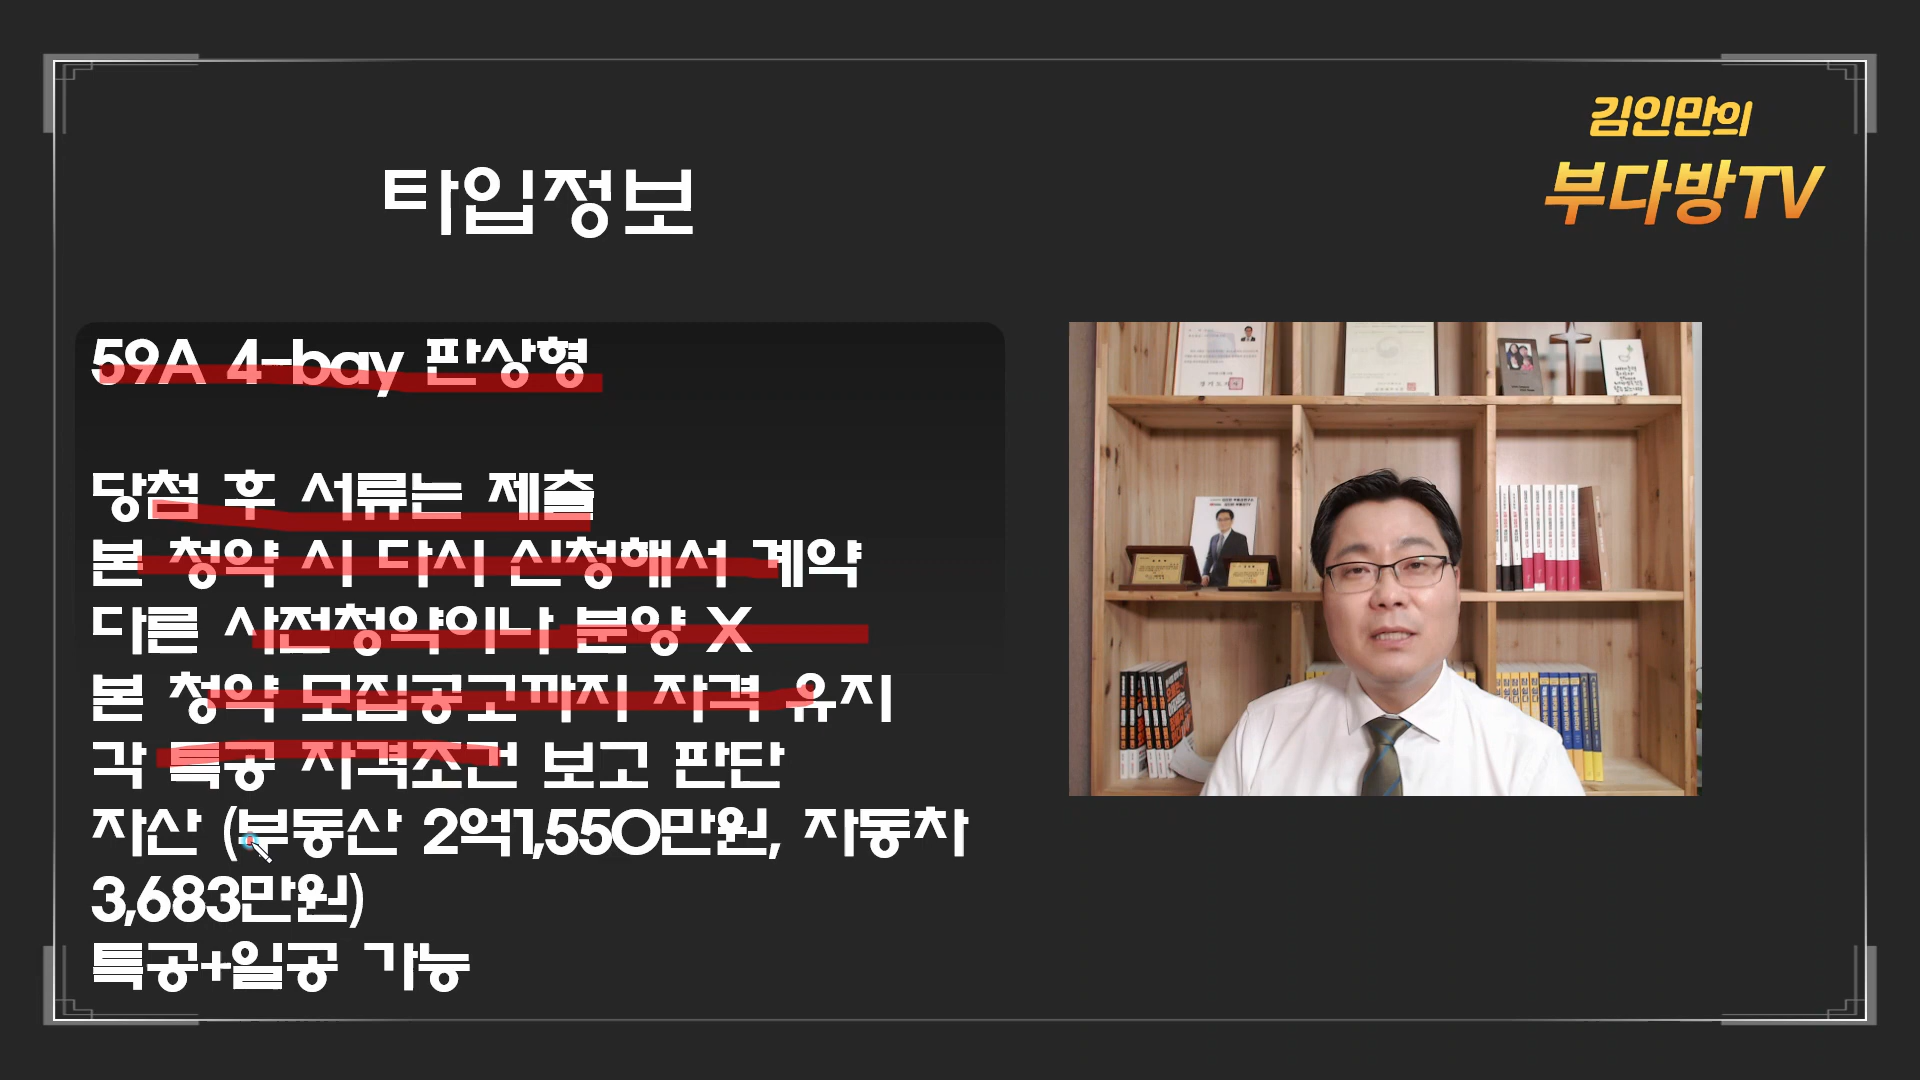 김인만의
부다방TV
타입정보
59A 4-bay 판상형
당첨 후 서류는 제출
본 청약 시 다시 신청해서 계약
다른 사전청약이나 분양 X
본 청약 모집공고까지 자격 유지
각 특공 자격조건 보고 판단
자산 (부동산 2억1,550만원, 자동차
3,683만원)
특공+일공 가능